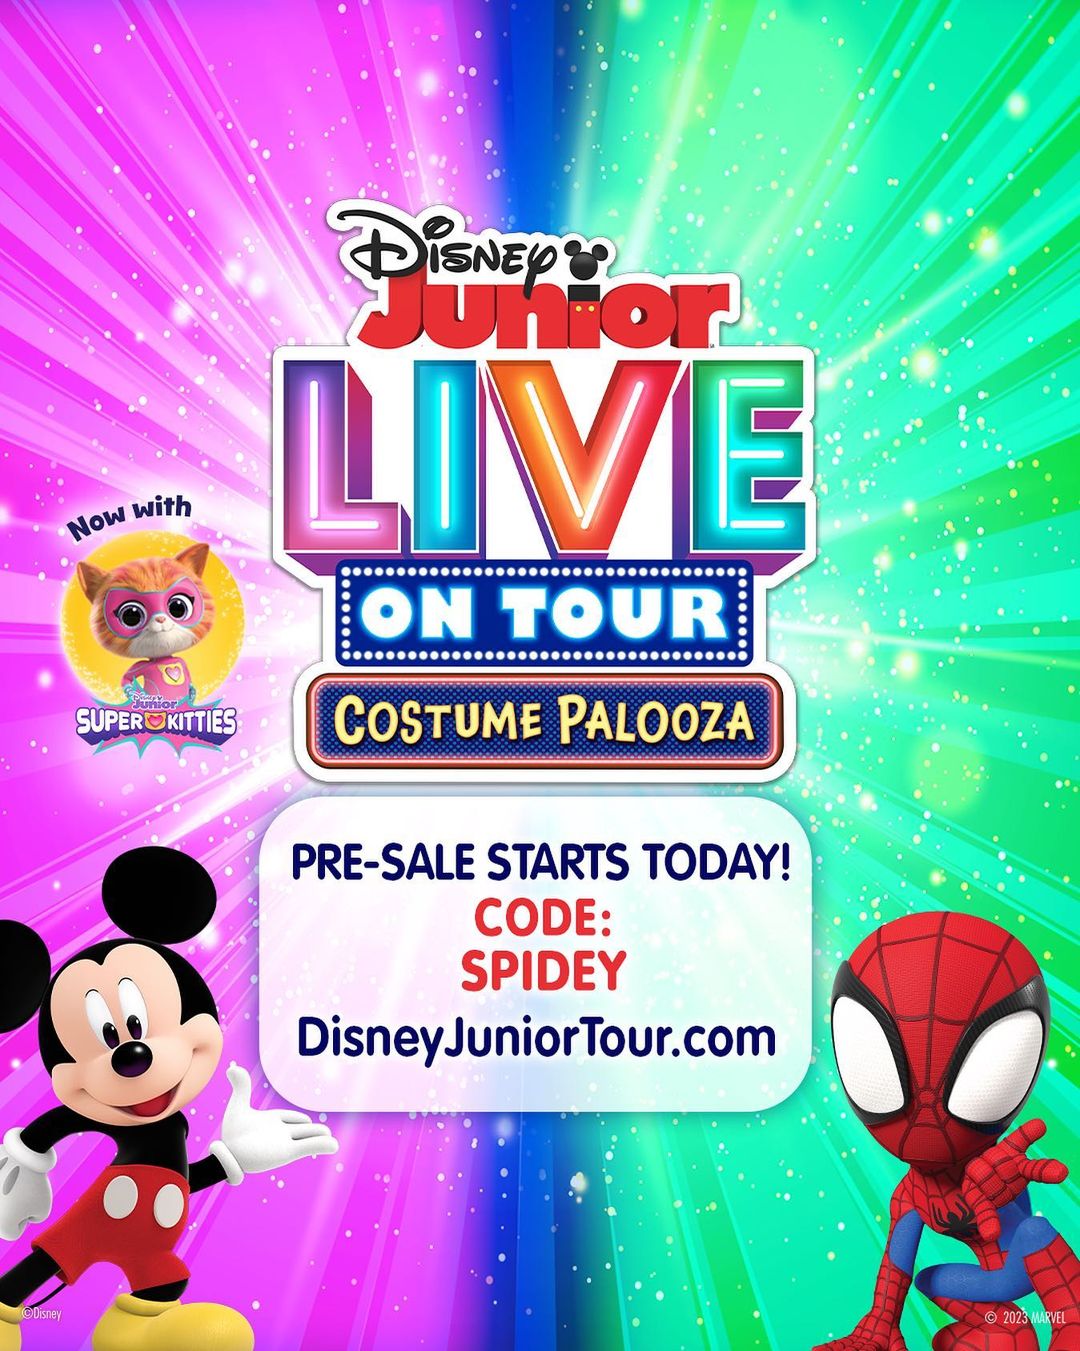 Disney
Junior
LIVE
ON TOUR
COSTUME PALOOZA
Now with
Disney
Junior
SUPER KITTIES
PRE-SALE STARTS TODAY!
CODE:
SPIDEY
DisneyJuniorTour.com
©Disney
© 2023 MARVEL